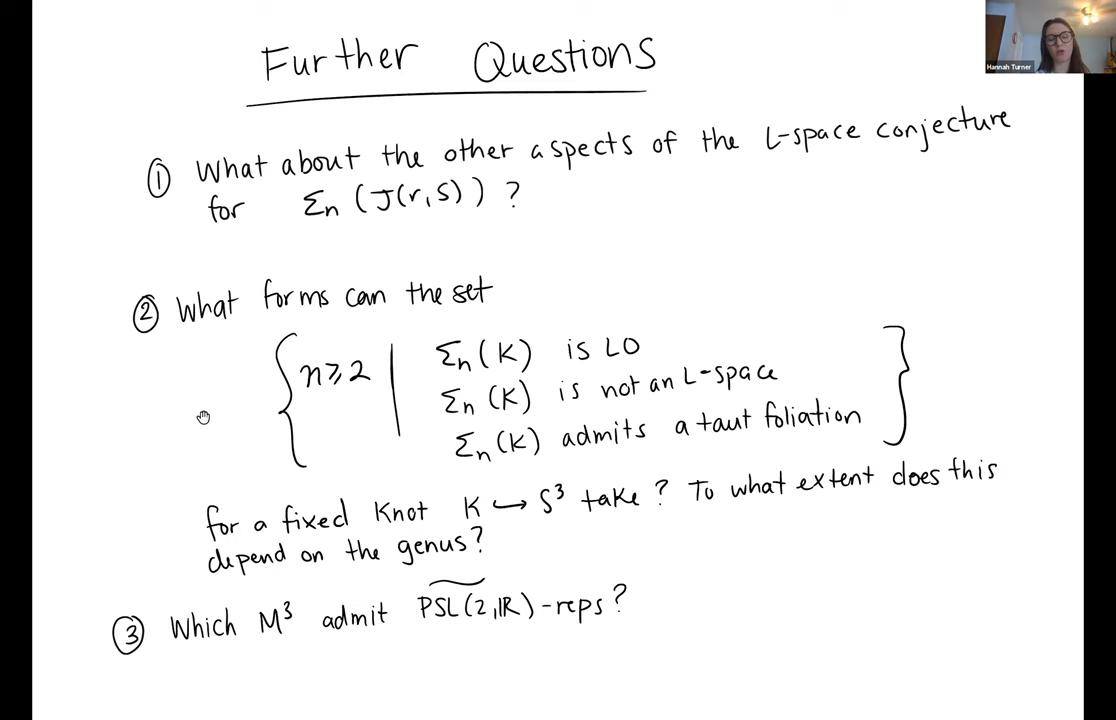 Further Questions
Hannah Turner
① What about the other aspects of the L-space conjecture
for Σn (J(r,s)) ?
② What forms can the set
{ n≥2 | Σn(K) is LO
Σn(K) is not an L-space
Σn(K) admits a taut foliation }
for a fixed Knot K ↪ S³ take? To what extent does this
depend on the genus?
③ Which M³ admit P̃S̃L̃(2,ℝ)-reps?